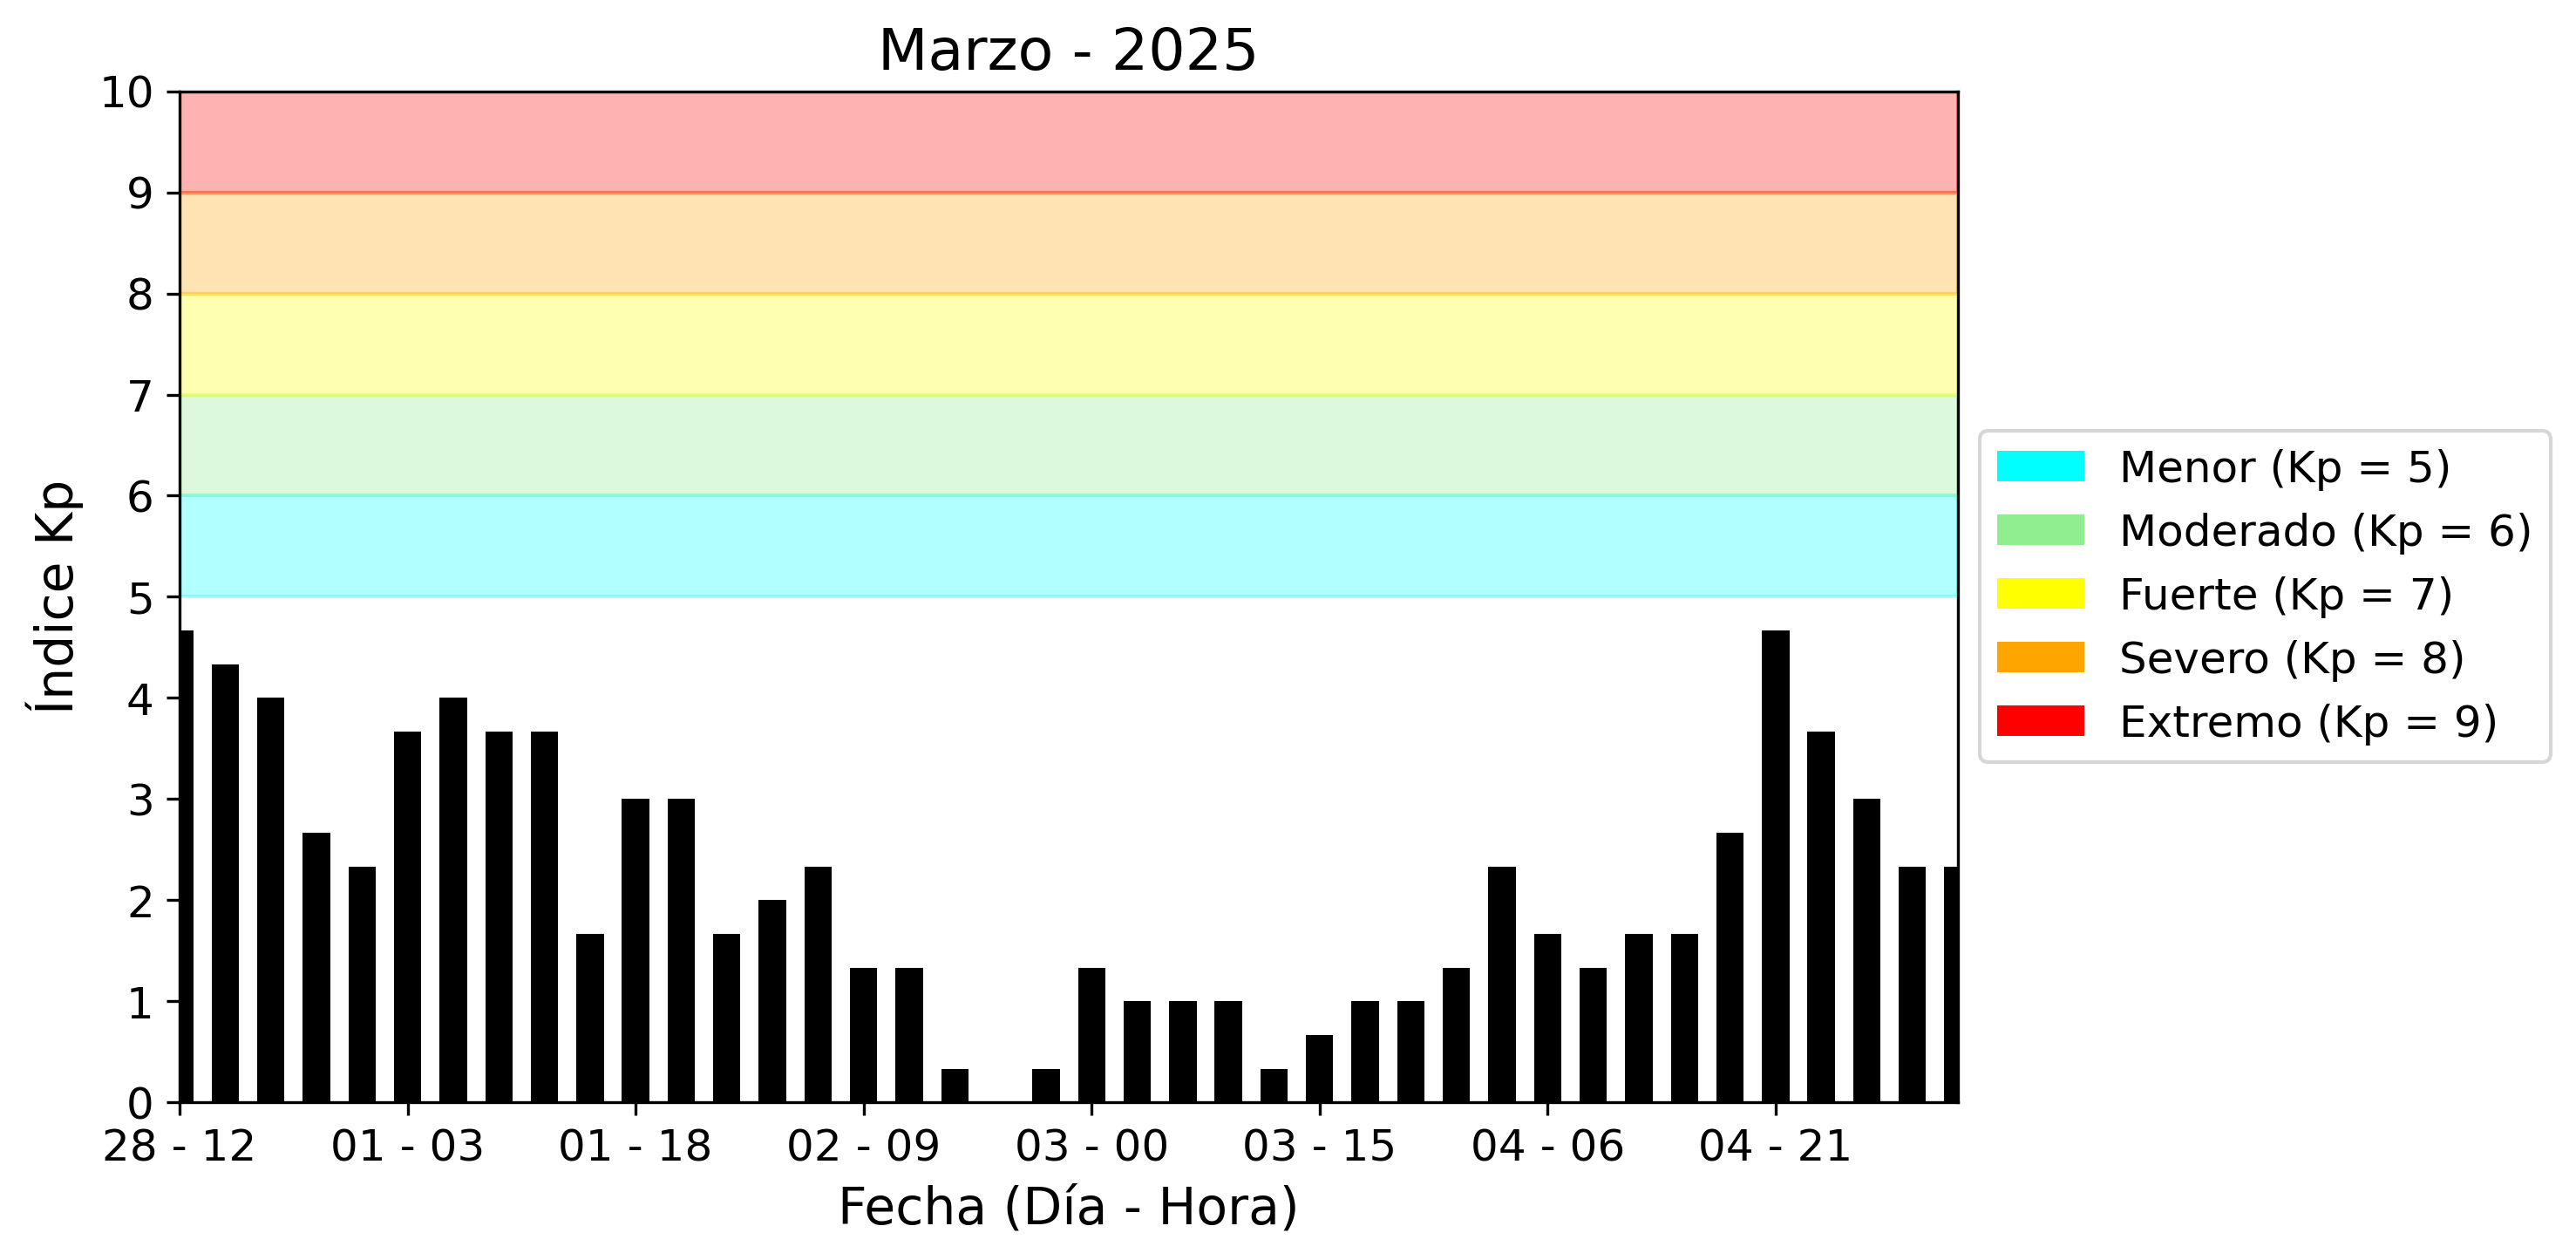 Marzo - 2025
10
9
8
7
6
5
4
3
2
1
0
Índice Kp
28 - 12
01 - 03
01 - 18
02 - 09
03 - 00
03 - 15
04 - 06
04 - 21
Fecha (Día - Hora)
Menor (Kp = 5)
Moderado (Kp = 6)
Fuerte (Kp = 7)
Severo (Kp = 8)
Extremo (Kp = 9)